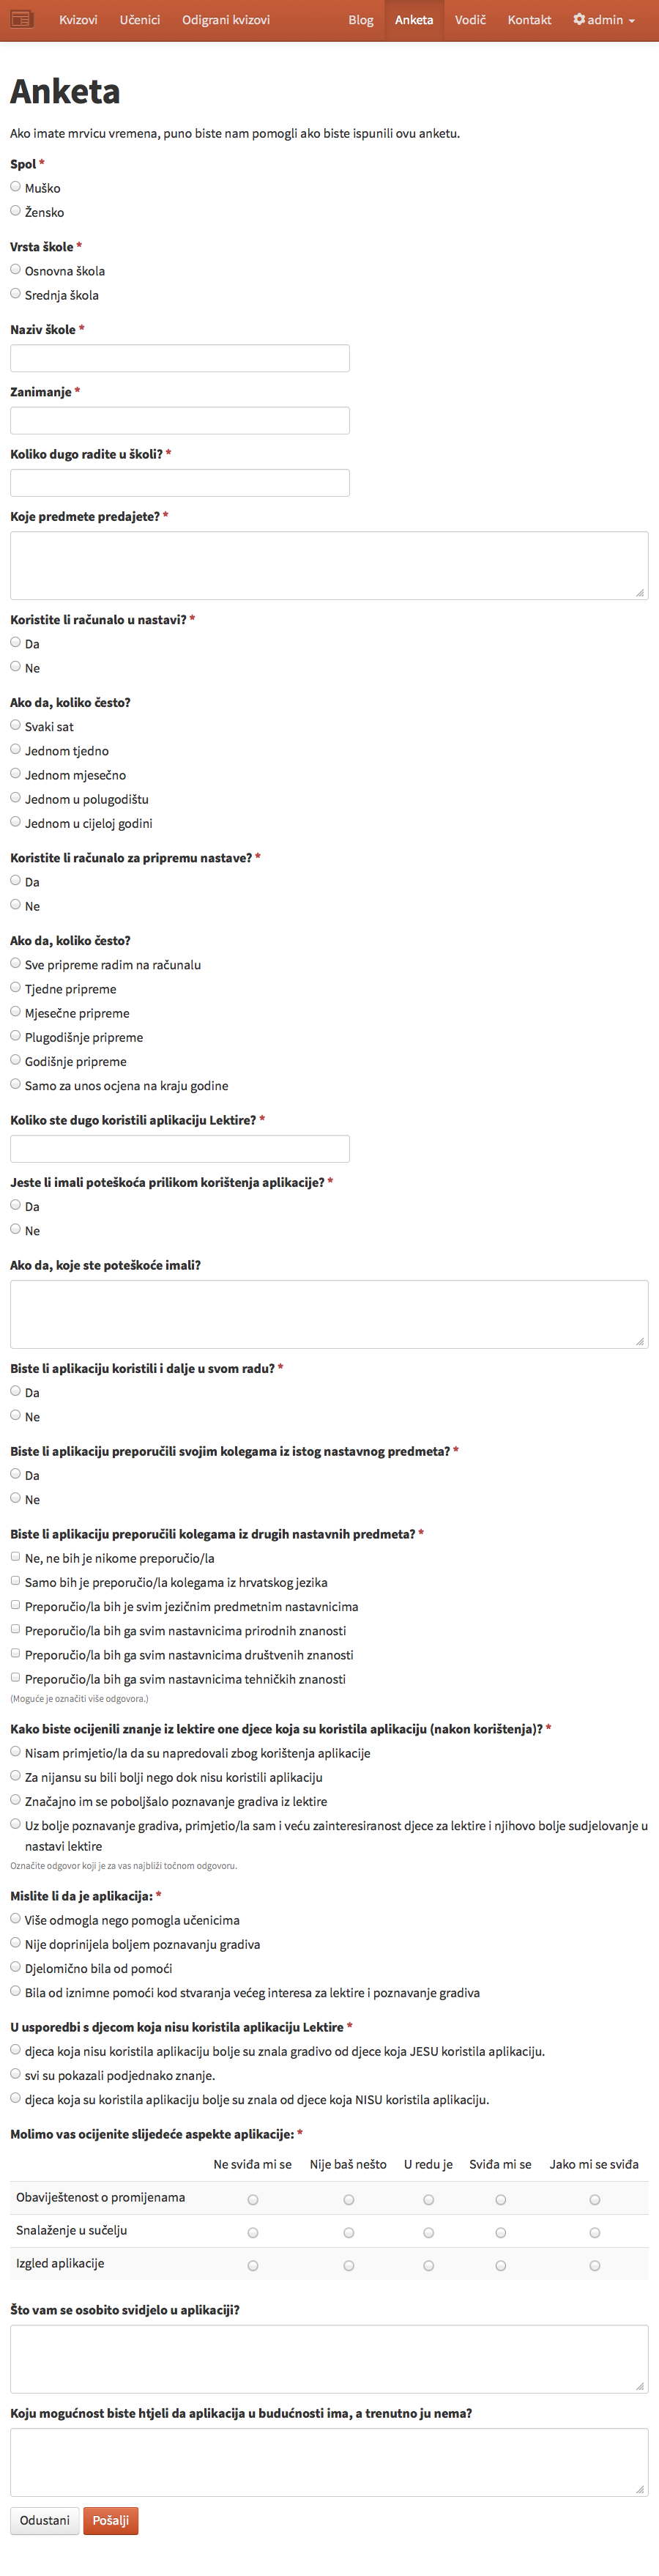 Kvizovi Učenici Odigrani kvizovi Blog Anketa Vodič Kontakt admin
Anketa
Ako imate mrvicu vremena, puno biste nam pomogli ako biste ispunili ovu anketu.
Spol *
Muško
Žensko
Vrsta škole *
Osnovna škola
Srednja škola
Naziv škole *
Zanimanje *
Koliko dugo radite u školi? *
Koje predmete predajete? *
Koristite li računalo u nastavi? *
Da
Ne
Ako da, koliko često?
Svaki sat
Jednom tjedno
Jednom mjesečno
Jednom u polugodištu
Jednom u cijeloj godini
Koristite li računalo za pripremu nastave? *
Da
Ne
Ako da, koliko često?
Sve pripreme radim na računalu
Tjedne pripreme
Mjesečne pripreme
Plugodišnje pripreme
Godišnje pripreme
Samo za unos ocjena na kraju godine
Koliko ste dugo koristili aplikaciju Lektire? *
Jeste li imali poteškoća prilikom korištenja aplikacije? *
Da
Ne
Ako da, koje ste poteškoće imali?
Biste li aplikaciju koristili i dalje u svom radu? *
Da
Ne
Biste li aplikaciju preporučili svojim kolegama iz istog nastavnog predmeta? *
Da
Ne
Biste li aplikaciju preporučili kolegama iz drugih nastavnih predmeta? *
Ne, ne bih je nikome preporučio/la
Samo bih je preporučio/la kolegama iz hrvatskog jezika
Preporučio/la bih je svim jezičnim predmetnim nastavnicima
Preporučio/la bih ga svim nastavnicima prirodnih znanosti
Preporučio/la bih ga svim nastavnicima društvenih znanosti
Preporučio/la bih ga svim nastavnicima tehničkih znanosti
(Moguće je označiti više odgovora.)
Kako biste ocijenili znanje iz lektire one djece koja su koristila aplikaciju (nakon korištenja)? *
Nisam primjetio/la da su napredovali zbog korištenja aplikacije
Za nijansu su bili bolji nego dok nisu koristili aplikaciju
Značajno im se poboljšalo poznavanje gradiva iz lektire
Uz bolje poznavanje gradiva, primjetio/la sam i veću zainteresiranost djece za lektire i njihovo bolje sudjelovanje u
nastavi lektire
Označite odgovor koji je za vas najbliži točnom odgovoru.
Mislite li da je aplikacija: *
Više odmogla nego pomogla učenicima
Nije doprinijela boljem poznavanju gradiva
Djelomično bila od pomoći
Bila od iznimne pomoći kod stvaranja većeg interesa za lektire i poznavanje gradiva
U usporedbi s djecom koja nisu koristila aplikaciju Lektire *
djeca koja nisu koristila aplikaciju bolje su znala gradivo od djece koja JESU koristila aplikaciju.
svi su pokazali podjednako znanje.
djeca koja su koristila aplikaciju bolje su znala od djece koja NISU koristila aplikaciju.
Molimo vas ocijenite slijedeće aspekte aplikacije: *
Ne sviđa mi se Nije baš nešto U redu je Sviđa mi se Jako mi se sviđa
Obaviještenost o promijenama
Snalaženje u sučelju
Izgled aplikacije
Što vam se osobito svidjelo u aplikaciji?
Koju mogućnost biste htjeli da aplikacija u budućnosti ima, a trenutno ju nema?
Odustani Pošalji